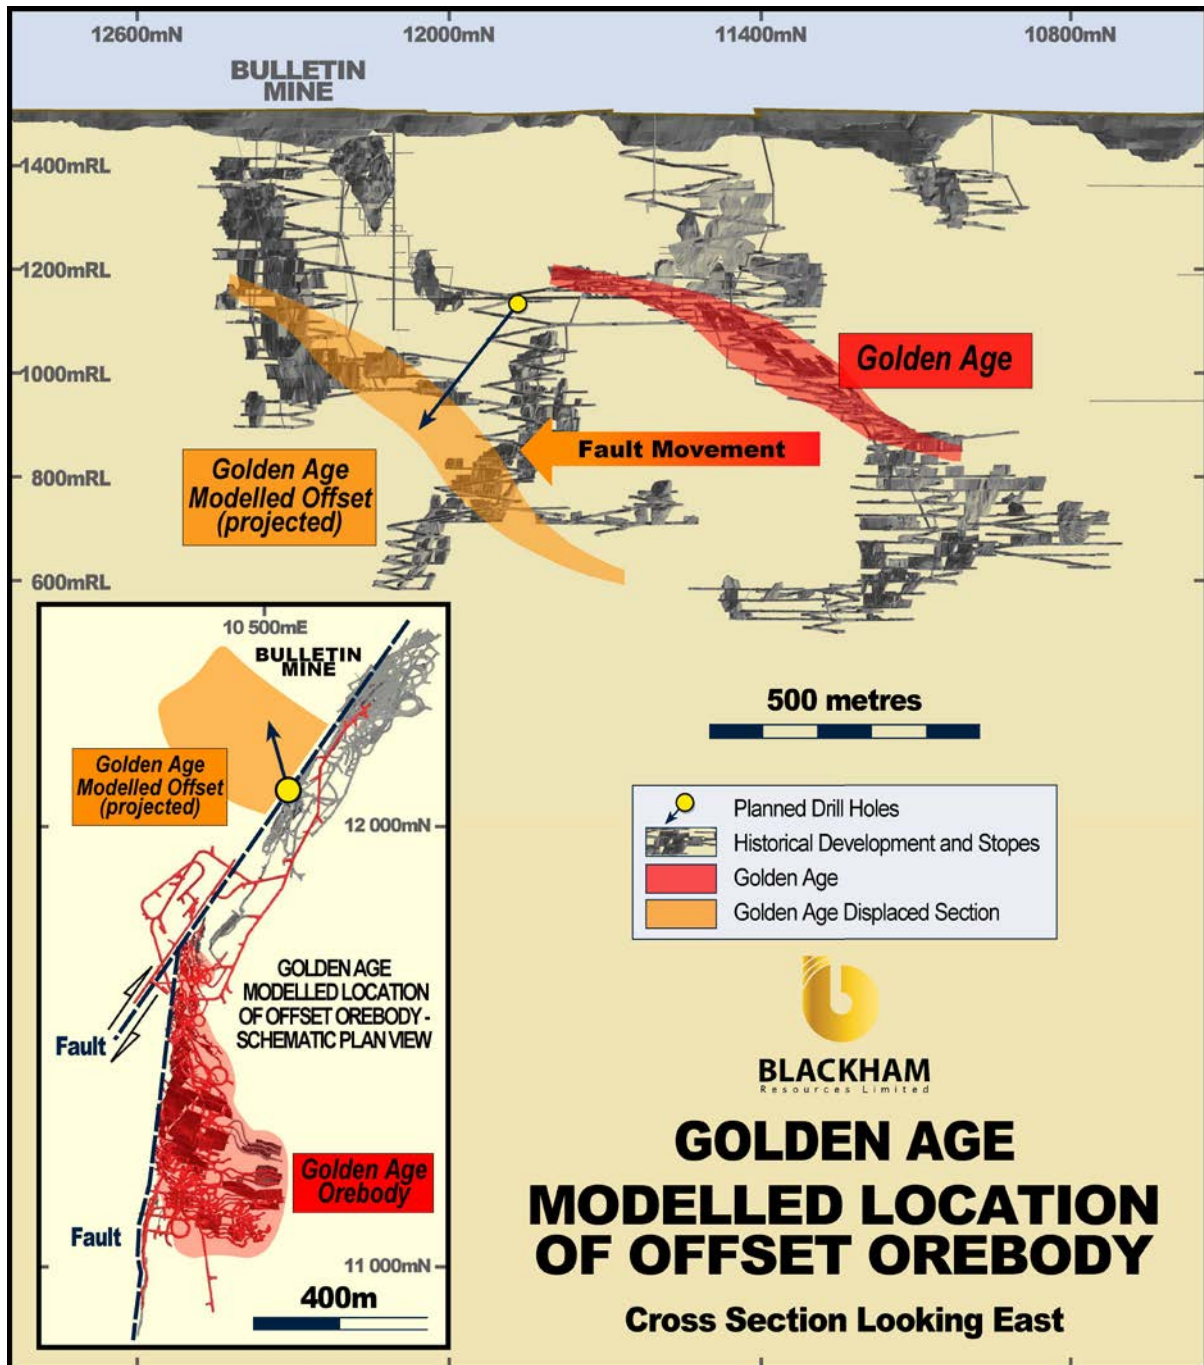 12600mN 12000mN 11400mN 10800mN
BULLETIN
MINE
1400mRL
1200mRL
1000mRL
800mRL
600mRL
Golden Age
Fault Movement
Golden Age
Modelled Offset
(projected)
10 500mE
BULLETIN
MINE
Golden Age
Modelled Offset
(projected)
12 000mN
GOLDEN AGE
MODELLED LOCATION
OF OFFSET OREBODY -
SCHEMATIC PLAN VIEW
Fault
Golden Age
Orebody
Fault
11 000mN
400m
500 metres
Planned Drill Holes
Historical Development and Stopes
Golden Age
Golden Age Displaced Section
BLACKHAM
Resources Limited
GOLDEN AGE
MODELLED LOCATION
OF OFFSET OREBODY
Cross Section Looking East